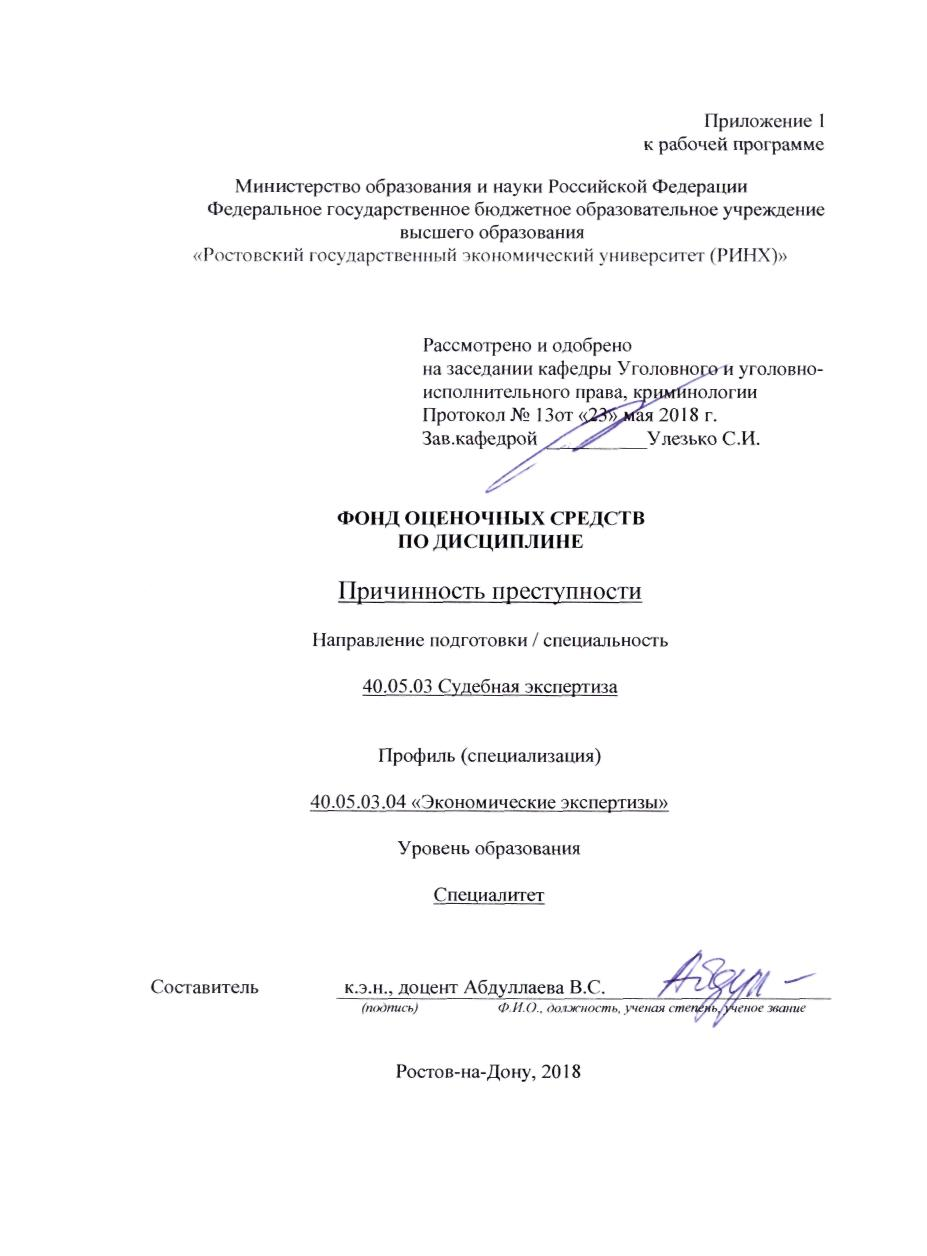 Приложение 1
к рабочей программе
Министерство образования и науки Российской Федерации
Федеральное государственное бюджетное образовательное учреждение
высшего образования
«Ростовский государственный экономический университет (РИНХ)»
Рассмотрено и одобрено
на заседании кафедры Уголовного и уголовно-
исполнительного права, криминологии
Протокол № 13от «23» мая 2018 г.
Зав.кафедрой ___________Улезько С.И.
ФОНД ОЦЕНОЧНЫХ СРЕДСТВ
ПО ДИСЦИПЛИНЕ
Причинность преступности
Направление подготовки / специальность
40.05.03 Судебная экспертиза
Профиль (специализация)
40.05.03.04 «Экономические экспертизы»
Уровень образования
Специалитет
Составитель к.э.н., доцент Абдуллаева В.С.
(подпись) Ф.И.О., должность, ученая степень, ученое звание
Ростов-на-Дону, 2018